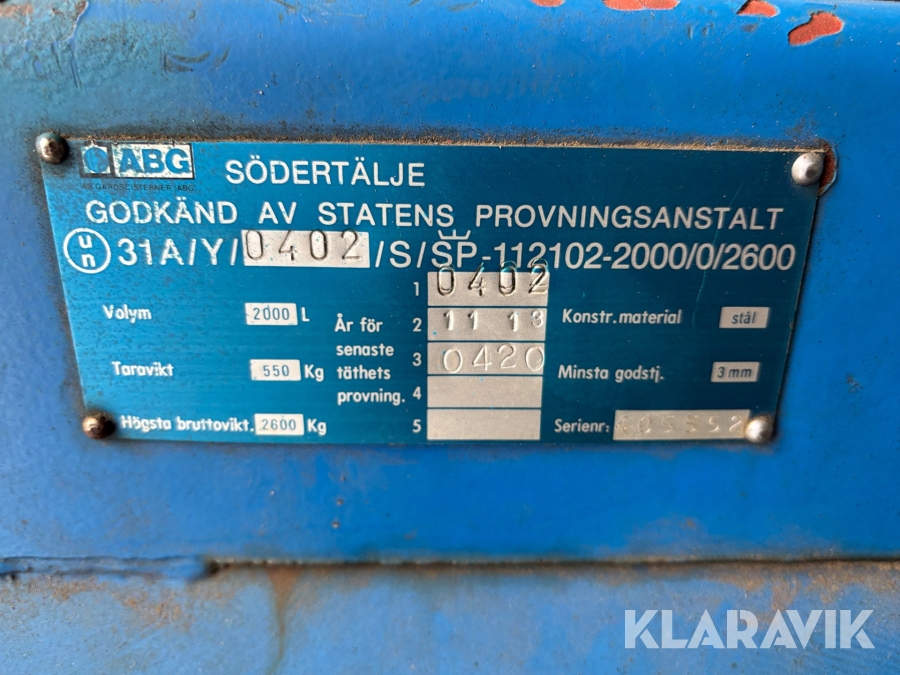 ABG SÖDERTÄLJE
GODKÄND AV STATENS PROVNINGSANSTALT
un 31A/Y/0402/S/SP-112102-2000/0/2600
Volym 2000 L
Taravikt 550 Kg
Högsta bruttovikt. 2600 Kg
År för
senaste
täthets
provning.
1 0402
2 11 13
3 0420
4
5
Konstr.material stål
Minsta godstj. 3 mm
Serienr:
KLARAVIK